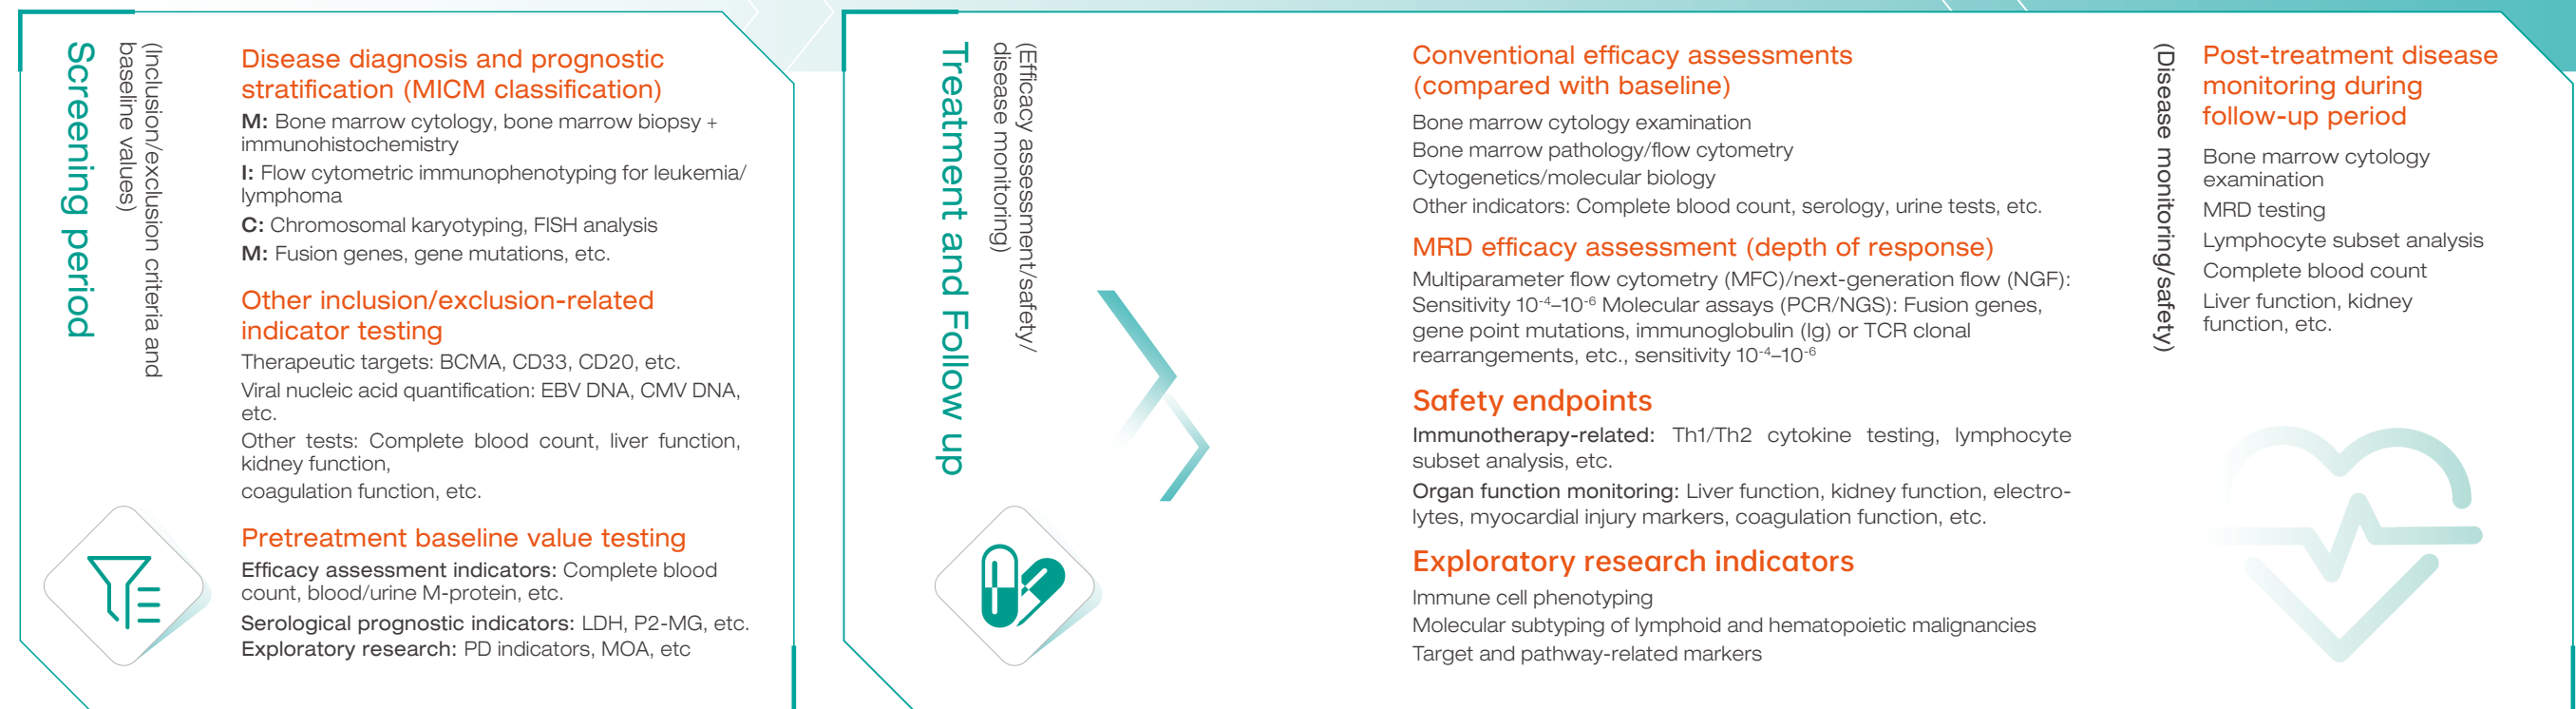 Screening period
(Inclusion/exclusion criteria and
baseline values)
Disease diagnosis and prognostic
stratification (MICM classification)
M: Bone marrow cytology, bone marrow biopsy +
immunohistochemistry
I: Flow cytometric immunophenotyping for leukemia/
lymphoma
C: Chromosomal karyotyping, FISH analysis
M: Fusion genes, gene mutations, etc.
Other inclusion/exclusion-related
indicator testing
Therapeutic targets: BCMA, CD33, CD20, etc.
Viral nucleic acid quantification: EBV DNA, CMV DNA,
etc.
Other tests: Complete blood count, liver function,
kidney function,
coagulation function, etc.
Pretreatment baseline value testing
Efficacy assessment indicators: Complete blood
count, blood/urine M-protein, etc.
Serological prognostic indicators: LDH, P2-MG, etc.
Exploratory research: PD indicators, MOA, etc
Treatment and Follow up
(Efficacy assessment/safety/
disease monitoring)
Conventional efficacy assessments
(compared with baseline)
Bone marrow cytology examination
Bone marrow pathology/flow cytometry
Cytogenetics/molecular biology
Other indicators: Complete blood count, serology, urine tests, etc.
MRD efficacy assessment (depth of response)
Multiparameter flow cytometry (MFC)/next-generation flow (NGF):
Sensitivity 10⁻⁴–10⁻⁶ Molecular assays (PCR/NGS): Fusion genes,
gene point mutations, immunoglobulin (Ig) or TCR clonal
rearrangements, etc., sensitivity 10⁻⁴–10⁻⁶
Safety endpoints
Immunotherapy-related: Th1/Th2 cytokine testing, lymphocyte
subset analysis, etc.
Organ function monitoring: Liver function, kidney function, electro-
lytes, myocardial injury markers, coagulation function, etc.
Exploratory research indicators
Immune cell phenotyping
Molecular subtyping of lymphoid and hematopoietic malignancies
Target and pathway-related markers
(Disease monitoring/safety)
Post-treatment disease
monitoring during
follow-up period
Bone marrow cytology
examination
MRD testing
Lymphocyte subset analysis
Complete blood count
Liver function, kidney
function, etc.